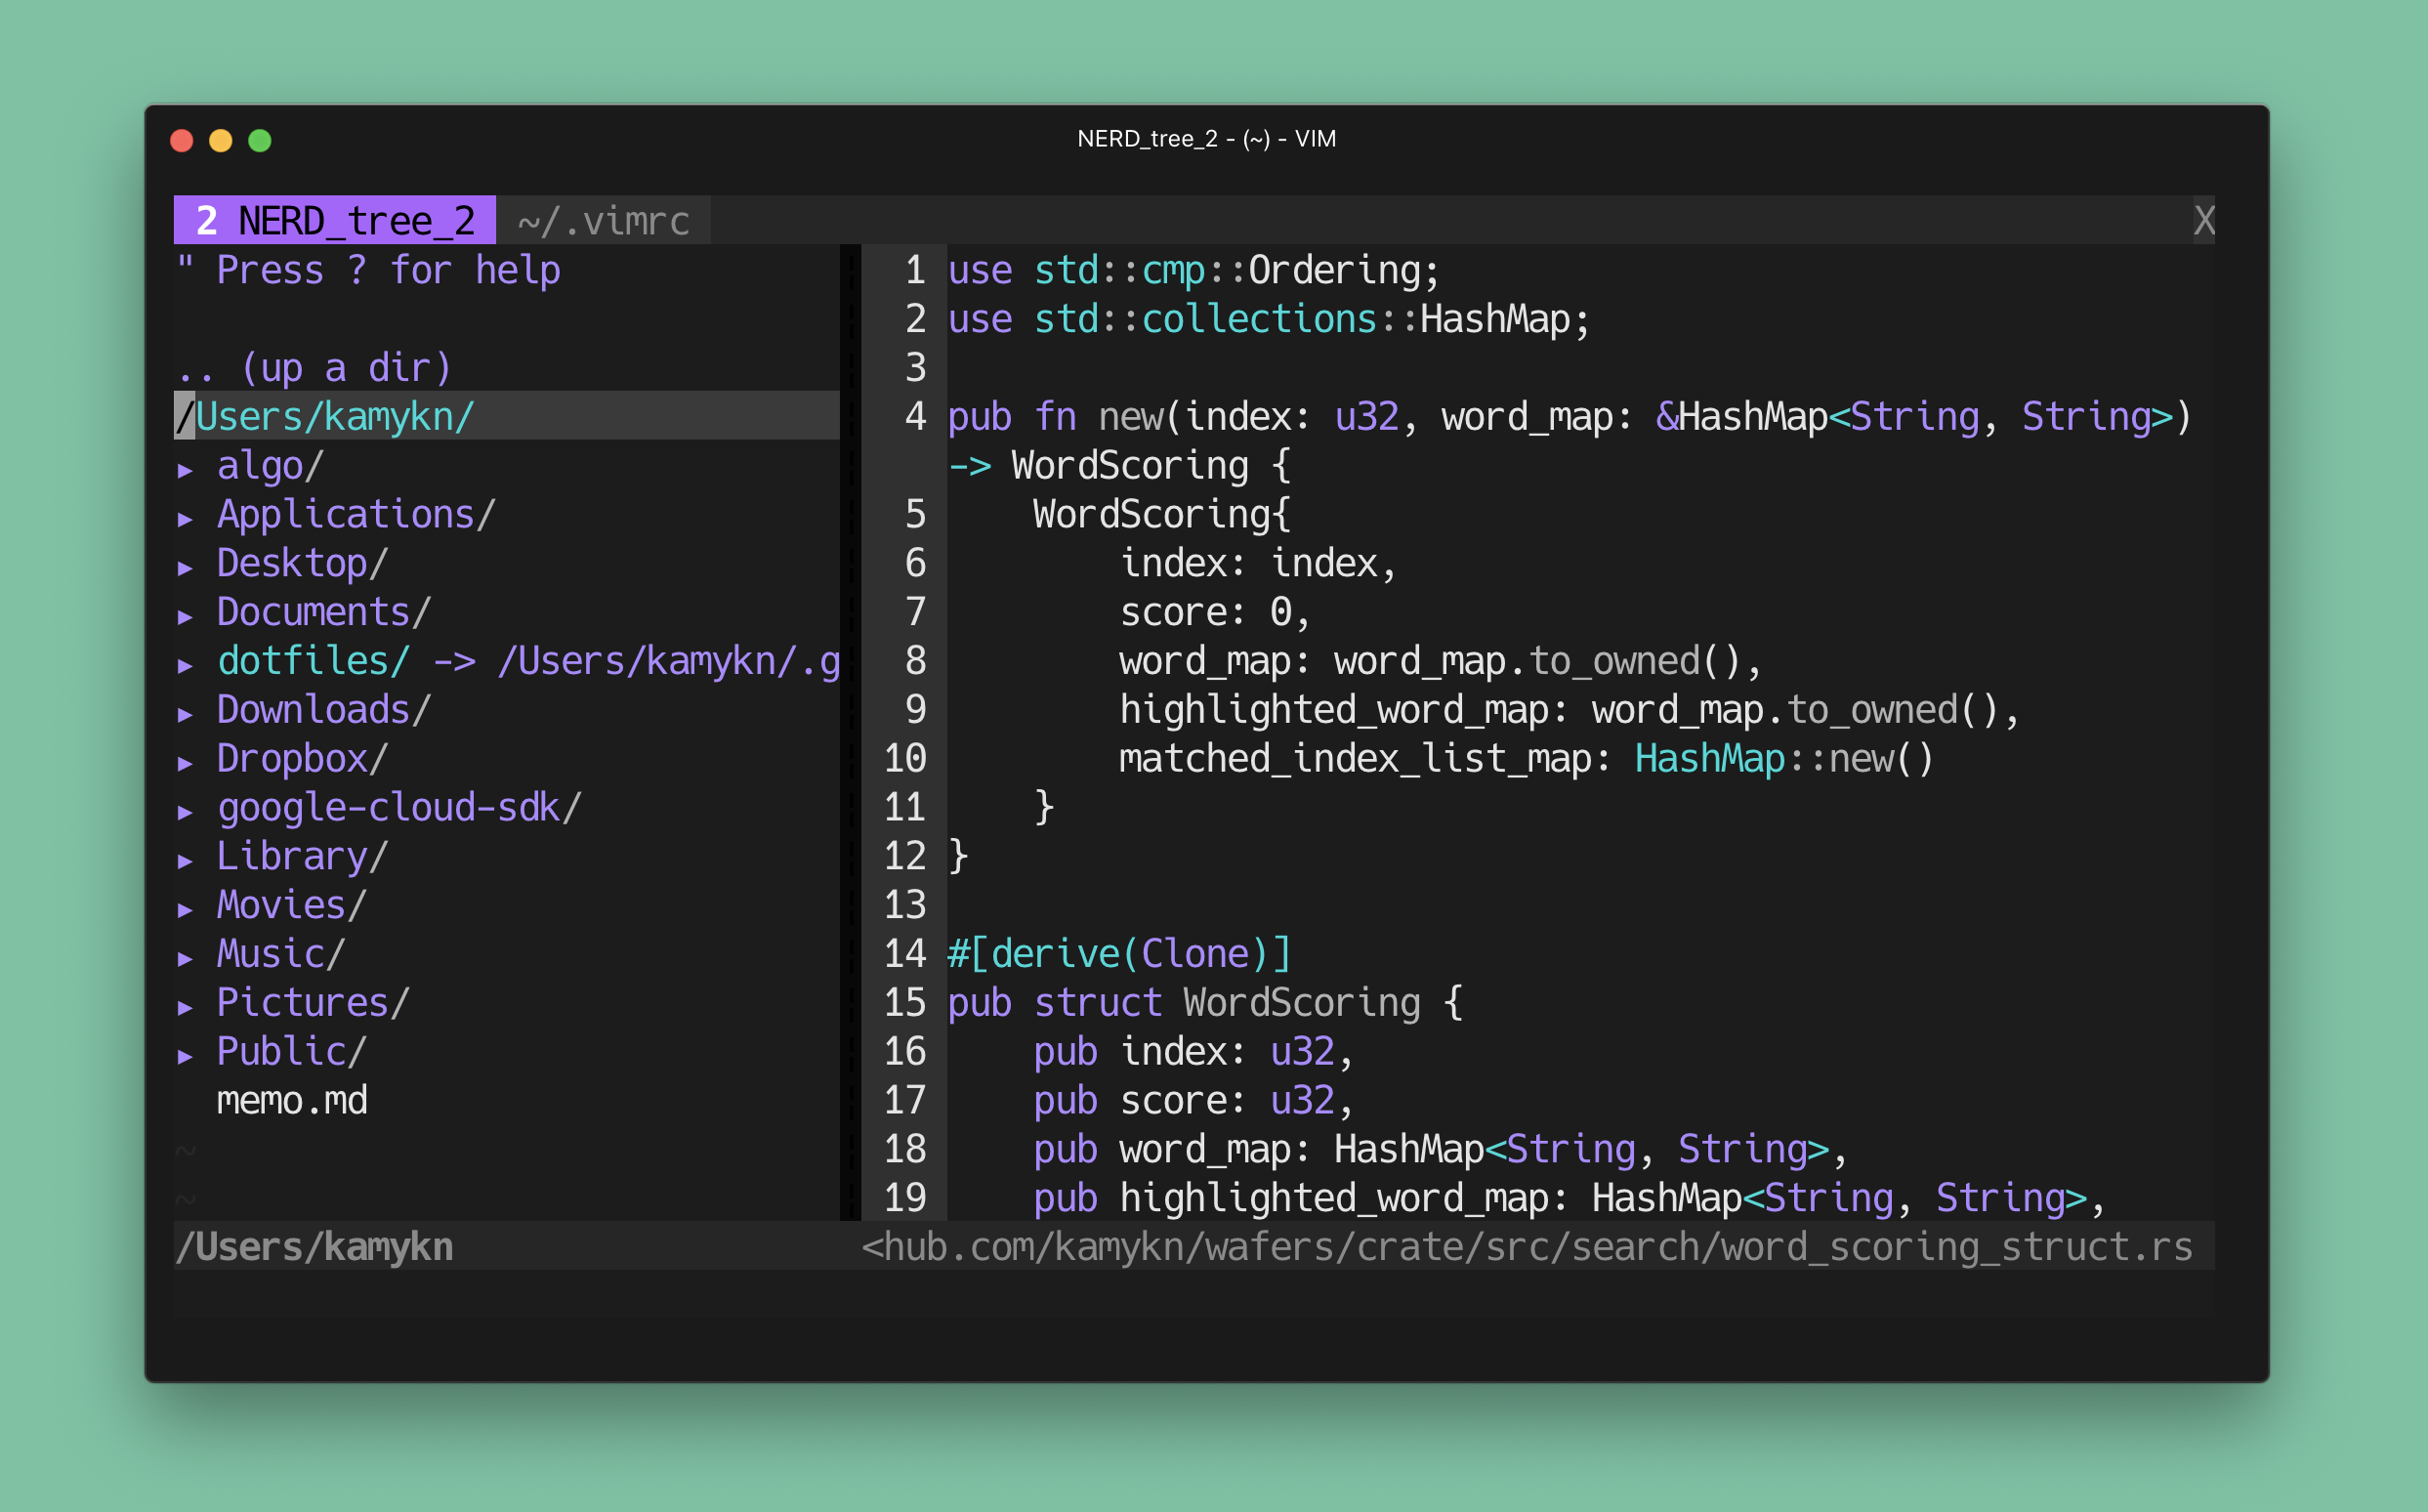 NERD_tree_2 - (~) - VIM
2 NERD_tree_2 ~/.vimrc X
" Press ? for help
.. (up a dir)
/Users/kamykn/
▸ algo/
▸ Applications/
▸ Desktop/
▸ Documents/
▸ dotfiles/ -> /Users/kamykn/.g
▸ Downloads/
▸ Dropbox/
▸ google-cloud-sdk/
▸ Library/
▸ Movies/
▸ Music/
▸ Pictures/
▸ Public/
memo.md
~
~
/Users/kamykn
1 use std::cmp::Ordering;
2 use std::collections::HashMap;
3
4 pub fn new(index: u32, word_map: &HashMap<String, String>)
-> WordScoring {
5     WordScoring{
6         index: index,
7         score: 0,
8         word_map: word_map.to_owned(),
9         highlighted_word_map: word_map.to_owned(),
10         matched_index_list_map: HashMap::new()
11     }
12 }
13
14 #[derive(Clone)]
15 pub struct WordScoring {
16     pub index: u32,
17     pub score: u32,
18     pub word_map: HashMap<String, String>,
19     pub highlighted_word_map: HashMap<String, String>,
<hub.com/kamykn/wafers/crate/src/search/word_scoring_struct.rs